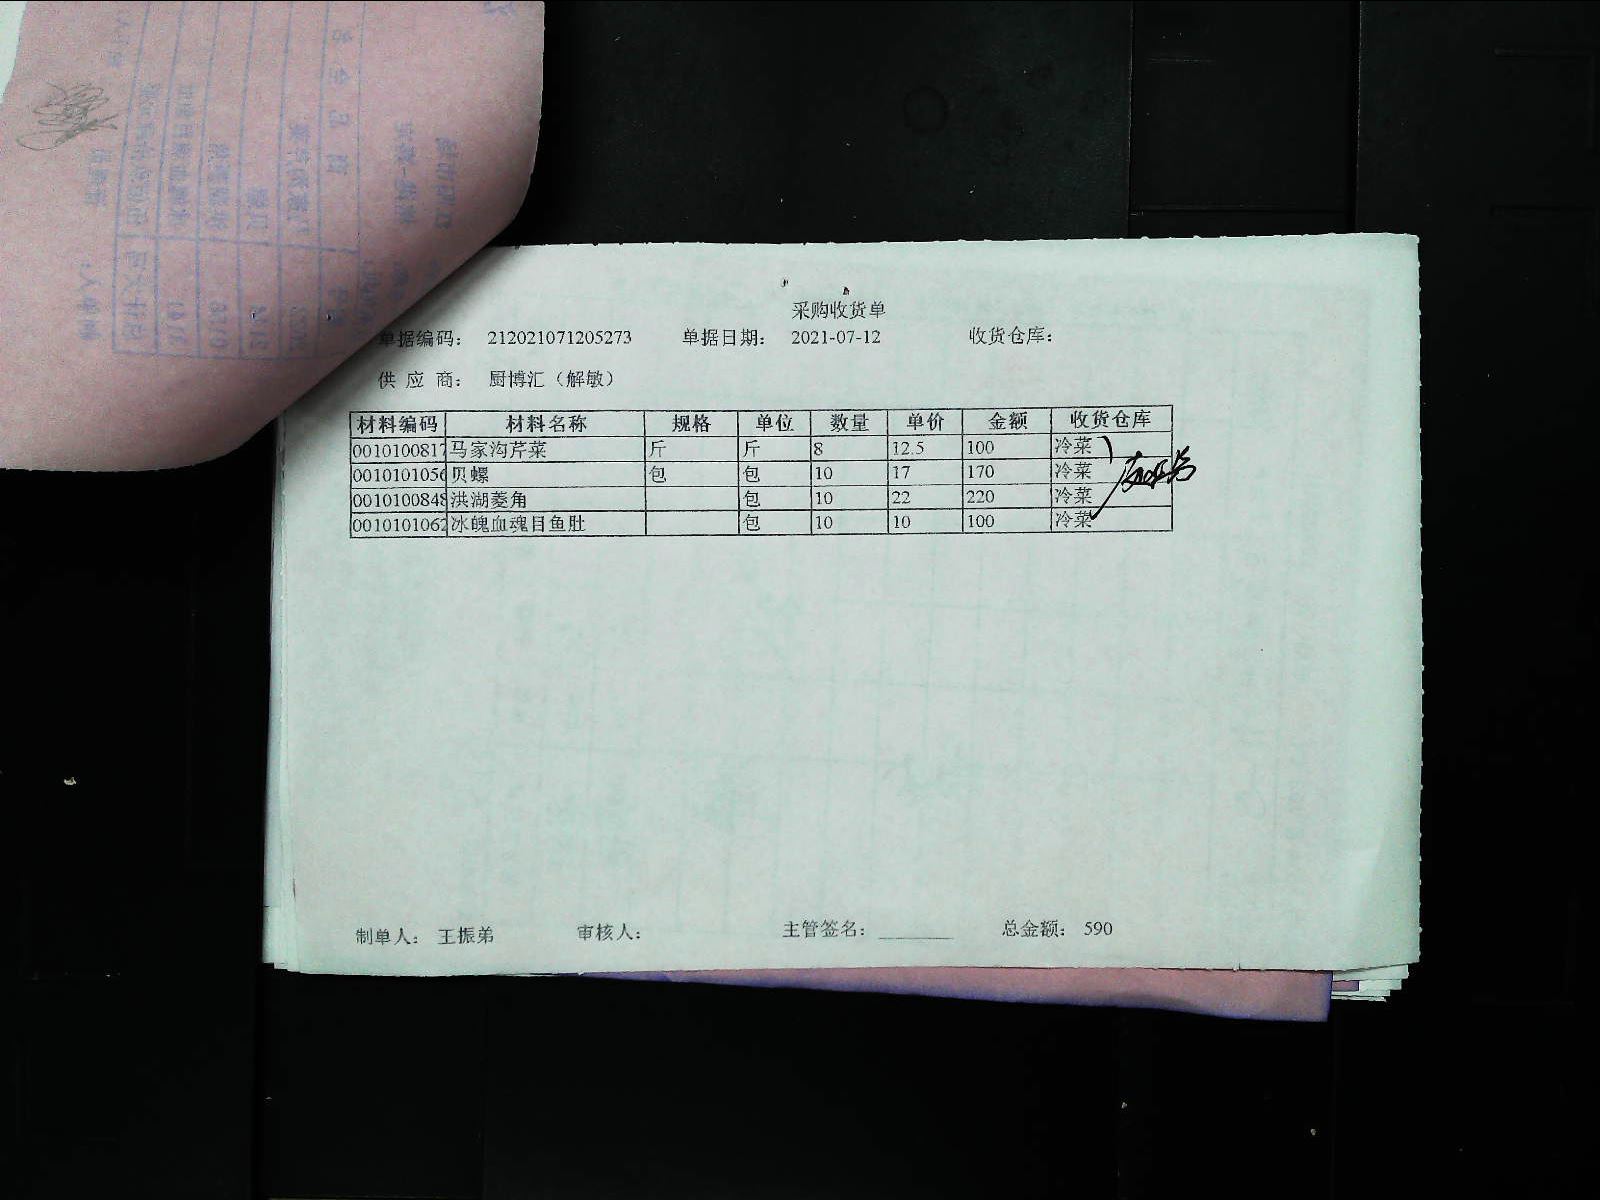 采购收货单
单据编码： 212021071205273 单据日期： 2021-07-12 收货仓库：
供 应 商： 厨博汇（解敏）
材料编码 材料名称 规格 单位 数量 单价 金额 收货仓库
0010100817 马家沟芹菜 斤 斤 8 12.5 100 冷菜
0010101056 贝螺 包 包 10 17 170 冷菜
0010100848 洪湖菱角 包 10 22 220 冷菜
0010101062 冰魄血魂目鱼肚 包 10 10 100 冷菜
制单人： 王振弟 审核人： 主管签名： 总金额： 590